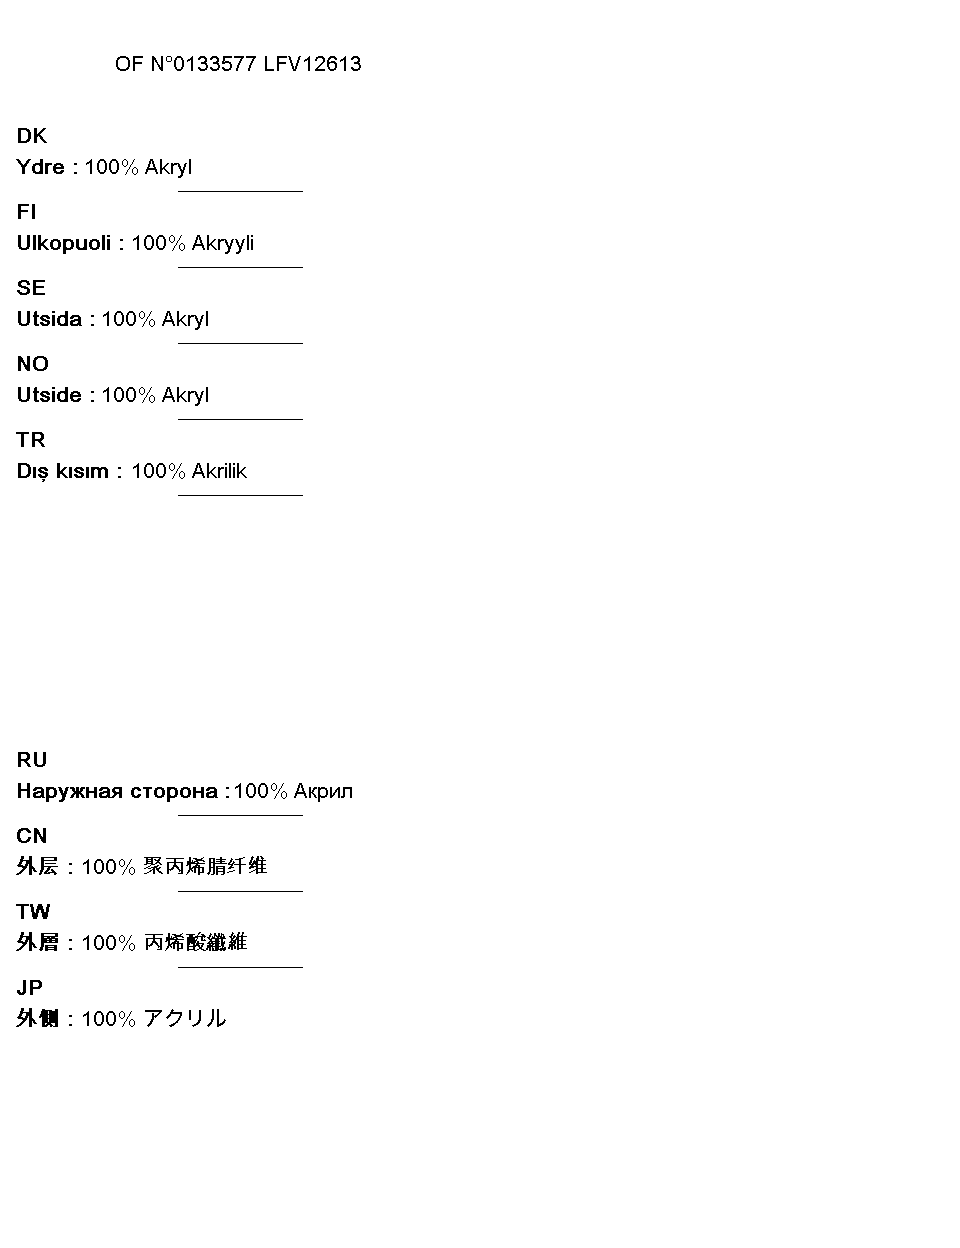 OF N°0133577 LFV12613
DK
Ydre : 100% Akryl
FI
Ulkopuoli : 100% Akryyli
SE
Utsida : 100% Akryl
NO
Utside : 100% Akryl
TR
Dış kısım : 100% Akrilik
RU
Наружная сторона : 100% Акрил
CN
外层 : 100% 聚丙烯腈纤维
TW
外層 : 100% 丙烯酸纖維
JP
外側 : 100% アクリル